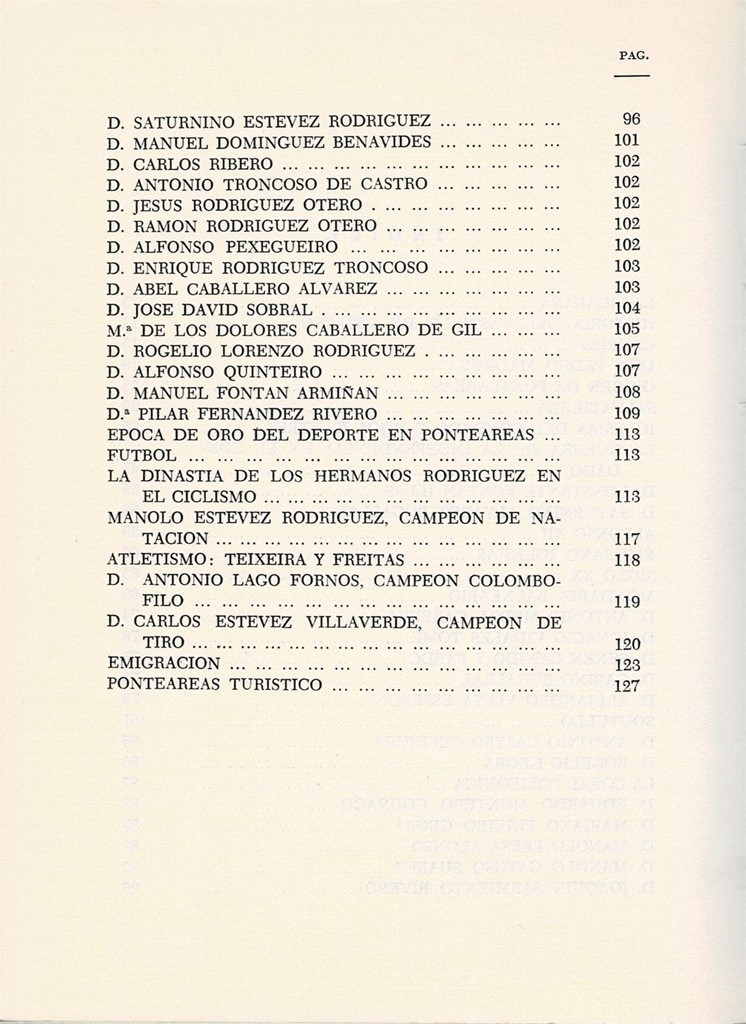 PAG.
D. SATURNINO ESTEVEZ RODRIGUEZ ... ... ... ... ... 96
D. MANUEL DOMINGUEZ BENAVIDES ... ... ... ... ... 101
D. CARLOS RIBERO ... ... ... ... ... ... ... ... ... ... ... 102
D. ANTONIO TRONCOSO DE CASTRO ... ... ... ... ... 102
D. JESUS RODRIGUEZ OTERO . ... ... ... ... ... ... ... 102
D. RAMON RODRIGUEZ OTERO ... ... ... ... ... ... ... 102
D. ALFONSO PEXEGUEIRO ... ... ... ... ... ... ... ... 102
D. ENRIQUE RODRIGUEZ TRONCOSO ... ... ... ... ... 103
D. ABEL CABALLERO ALVAREZ ... ... ... ... ... ... ... 103
D. JOSE DAVID SOBRAL . ... ... ... ... ... ... ... ... ... 104
M.ª DE LOS DOLORES CABALLERO DE GIL ... ... ... 105
D. ROGELIO LORENZO RODRIGUEZ . ... ... ... ... ... 107
D. ALFONSO QUINTEIRO ... ... ... ... ... ... ... ... ... 107
D. MANUEL FONTAN ARMIÑAN ... ... ... ... ... ... ... 108
D.ª PILAR FERNANDEZ RIVERO ... ... ... ... ... ... ... 109
EPOCA DE ORO DEL DEPORTE EN PONTEAREAS ... 113
FUTBOL ... ... ... ... ... ... ... ... ... ... ... ... ... ... ... 113
LA DINASTIA DE LOS HERMANOS RODRIGUEZ EN
EL CICLISMO ... ... ... ... ... ... ... ... ... ... ... ... 113
MANOLO ESTEVEZ RODRIGUEZ, CAMPEON DE NA-
TACION ... ... ... ... ... ... ... ... ... ... ... ... ... 117
ATLETISMO: TEIXEIRA Y FREITAS ... ... ... ... ... ... 118
D. ANTONIO LAGO FORNOS, CAMPEON COLOMBO-
FILO ... ... ... ... ... ... ... ... ... ... ... ... ... ... 119
D. CARLOS ESTEVEZ VILLAVERDE, CAMPEON DE
TIRO ... ... ... ... ... ... ... ... ... ... ... ... ... ... 120
EMIGRACION ... ... ... ... ... ... ... ... ... ... ... ... ... 123
PONTEAREAS TURISTICO ... ... ... ... ... ... ... ... ... 127